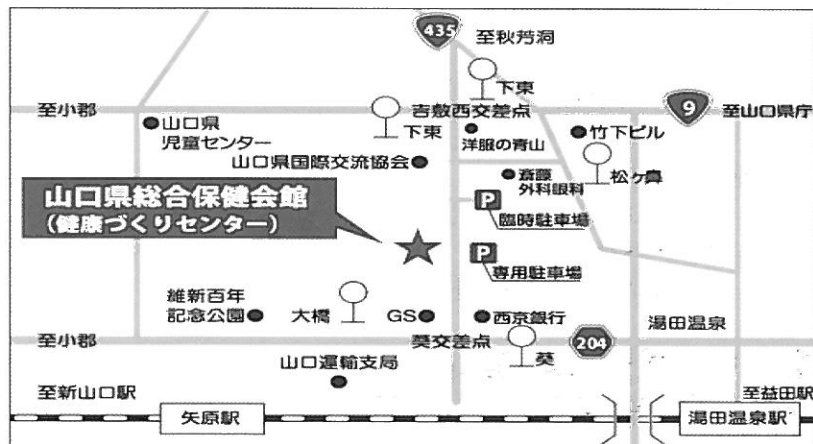 435
至秋芳洞
下東
至小郡
吉敷西交差点
9
至山口県庁
山口県
児童センター
下東
洋服の青山
竹下ビル
山口県国際交流協会
斎藤
外科眼科
松ヶ鼻
山口県総合保健会館
(健康づくりセンター)
P
臨時駐車場
P
専用駐車場
維新百年
記念公園
大橋
GS
西京銀行
湯田温泉
至小郡
葵交差点
204
葵
山口運輸支局
至新山口駅
至益田駅
矢原駅
湯田温泉駅